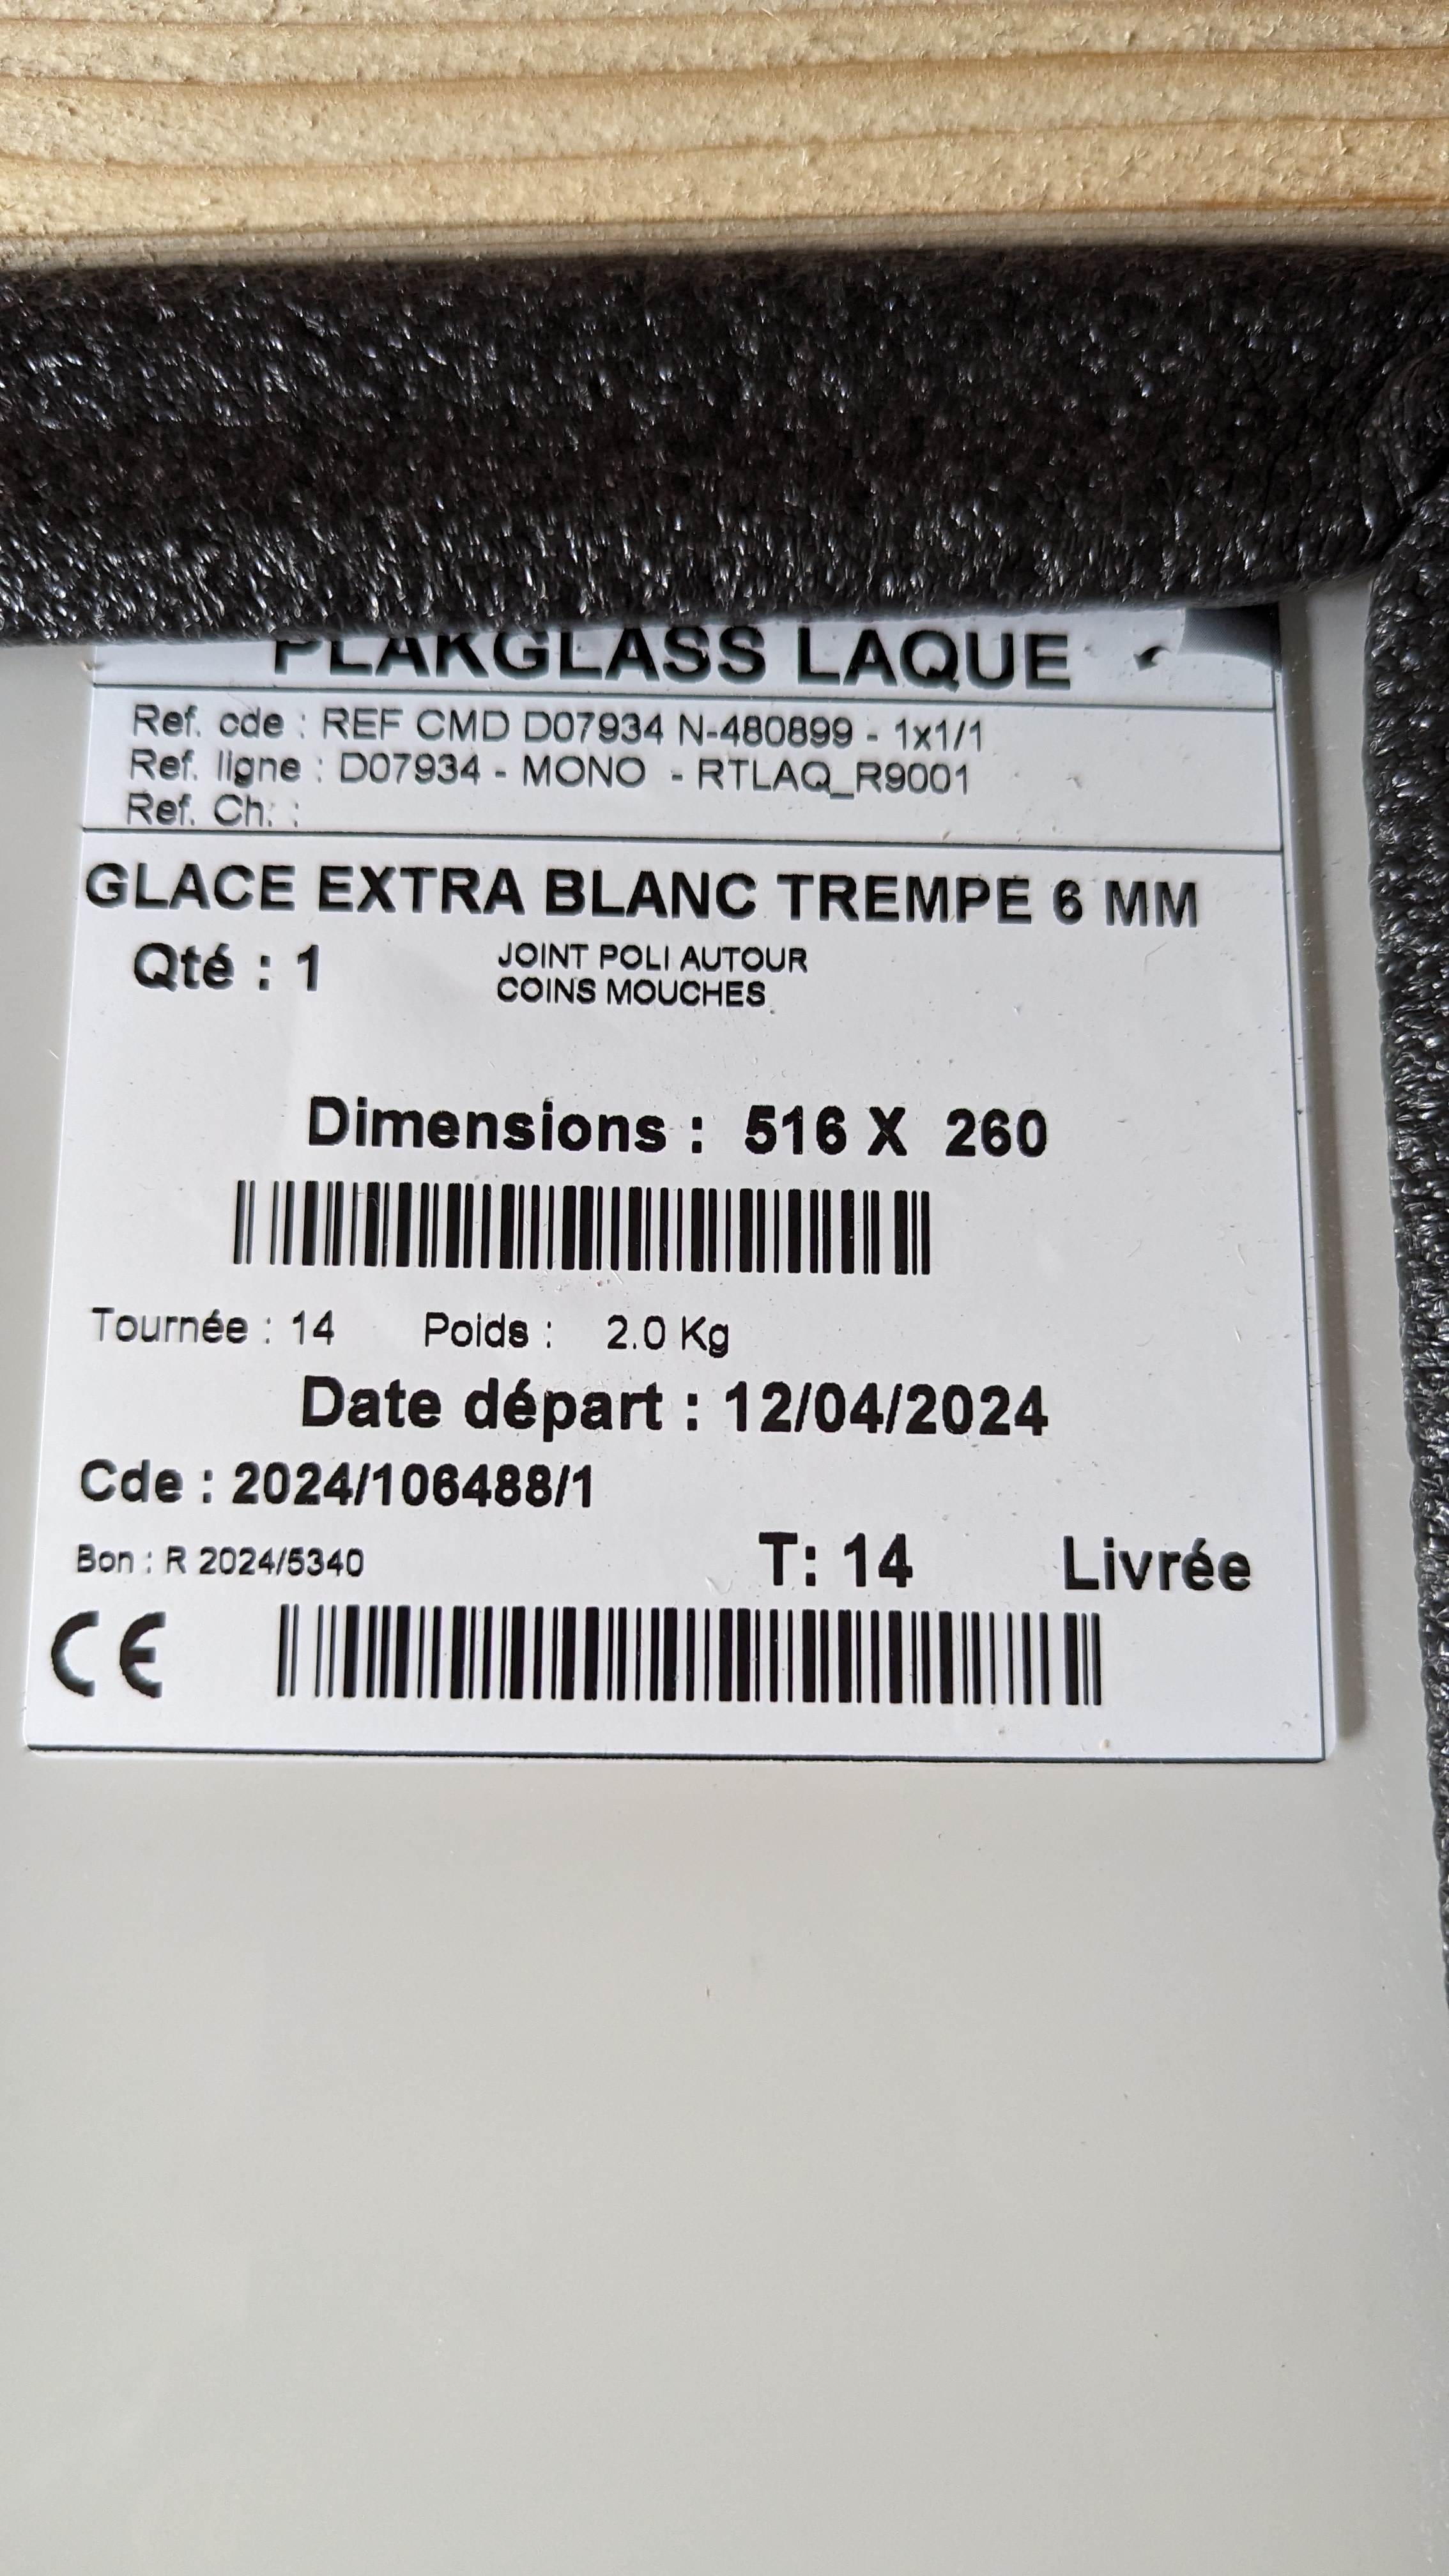 PLAKGLASS LAQUE
Ref. cde : REF CMD D07934 N-480899 - 1x1/1
Ref. ligne : D07934 - MONO - RTLAQ_R9001
Ref. Ch. :
GLACE EXTRA BLANC TREMPE 6 MM
Qté : 1
JOINT POLI AUTOUR
COINS MOUCHES
Dimensions : 516 X 260
Tournée : 14 Poids : 2.0 Kg
Date départ : 12/04/2024
Cde : 2024/106488/1
Bon : R 2024/5340 T: 14 Livrée
CE